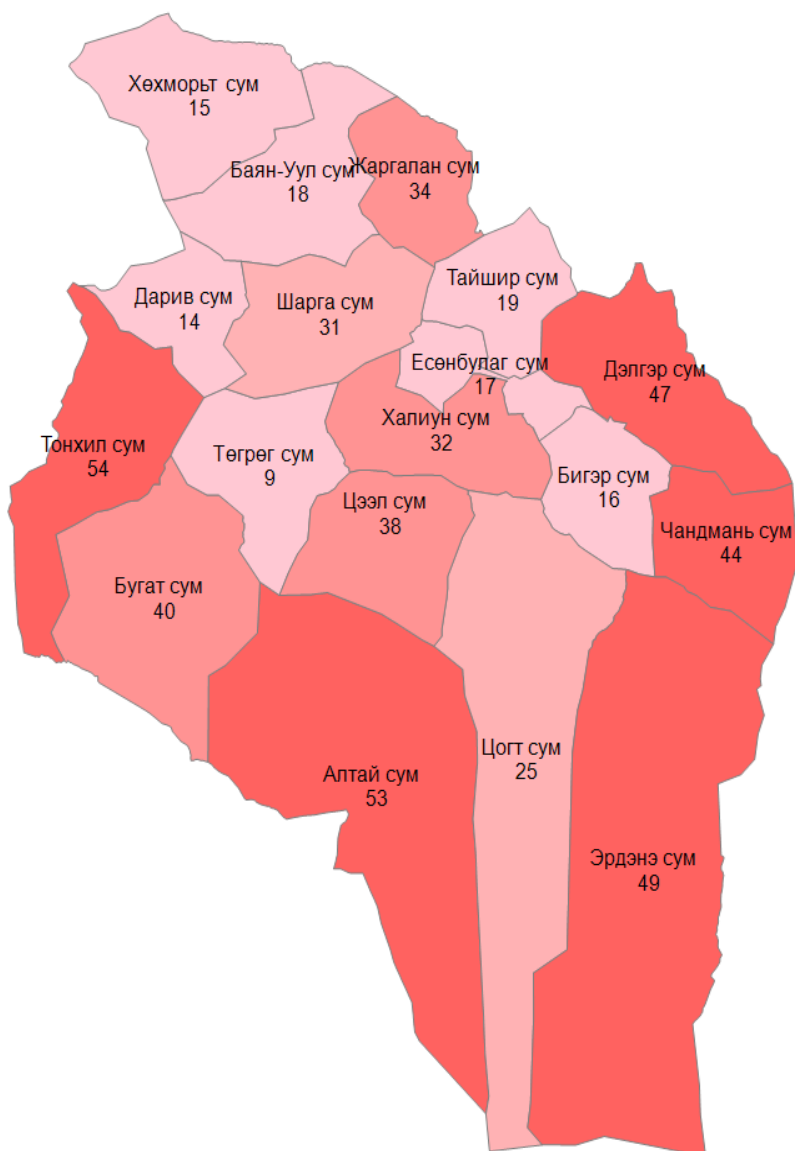 Хөхморьт сум
15
Баян-Уул сум
18
Жаргалан сум
34
Тайшир сум
19
Дарив сум
14
Шарга сум
31
Есөнбулаг сум
17
Дэлгэр сум
47
Халиун сум
32
Тонхил сум
54
Төгрөг сум
9
Бигэр сум
16
Цээл сум
38
Чандмань сум
44
Бугат сум
40
Цогт сум
25
Алтай сум
53
Эрдэнэ сум
49